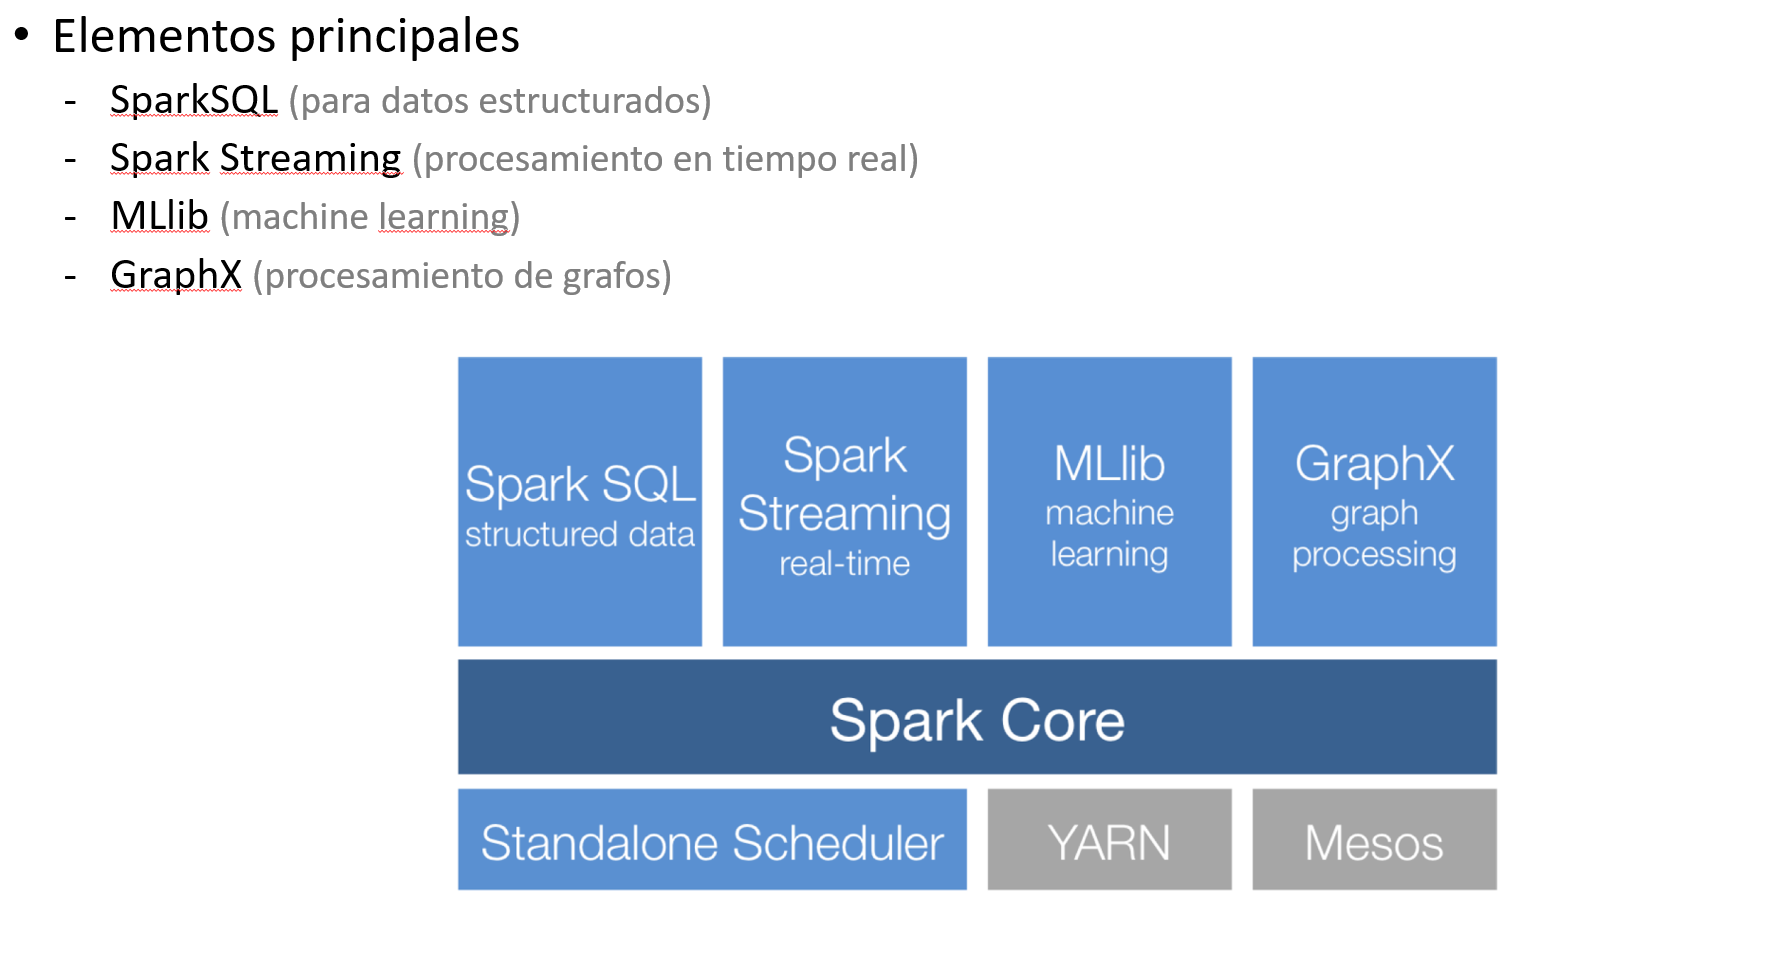 • Elementos principales
- SparkSQL (para datos estructurados)
- Spark Streaming (procesamiento en tiempo real)
- MLlib (machine learning)
- GraphX (procesamiento de grafos)
Spark SQL
structured data
Spark
Streaming
real-time
MLlib
machine
learning
GraphX
graph
processing
Spark Core
Standalone Scheduler
YARN
Mesos